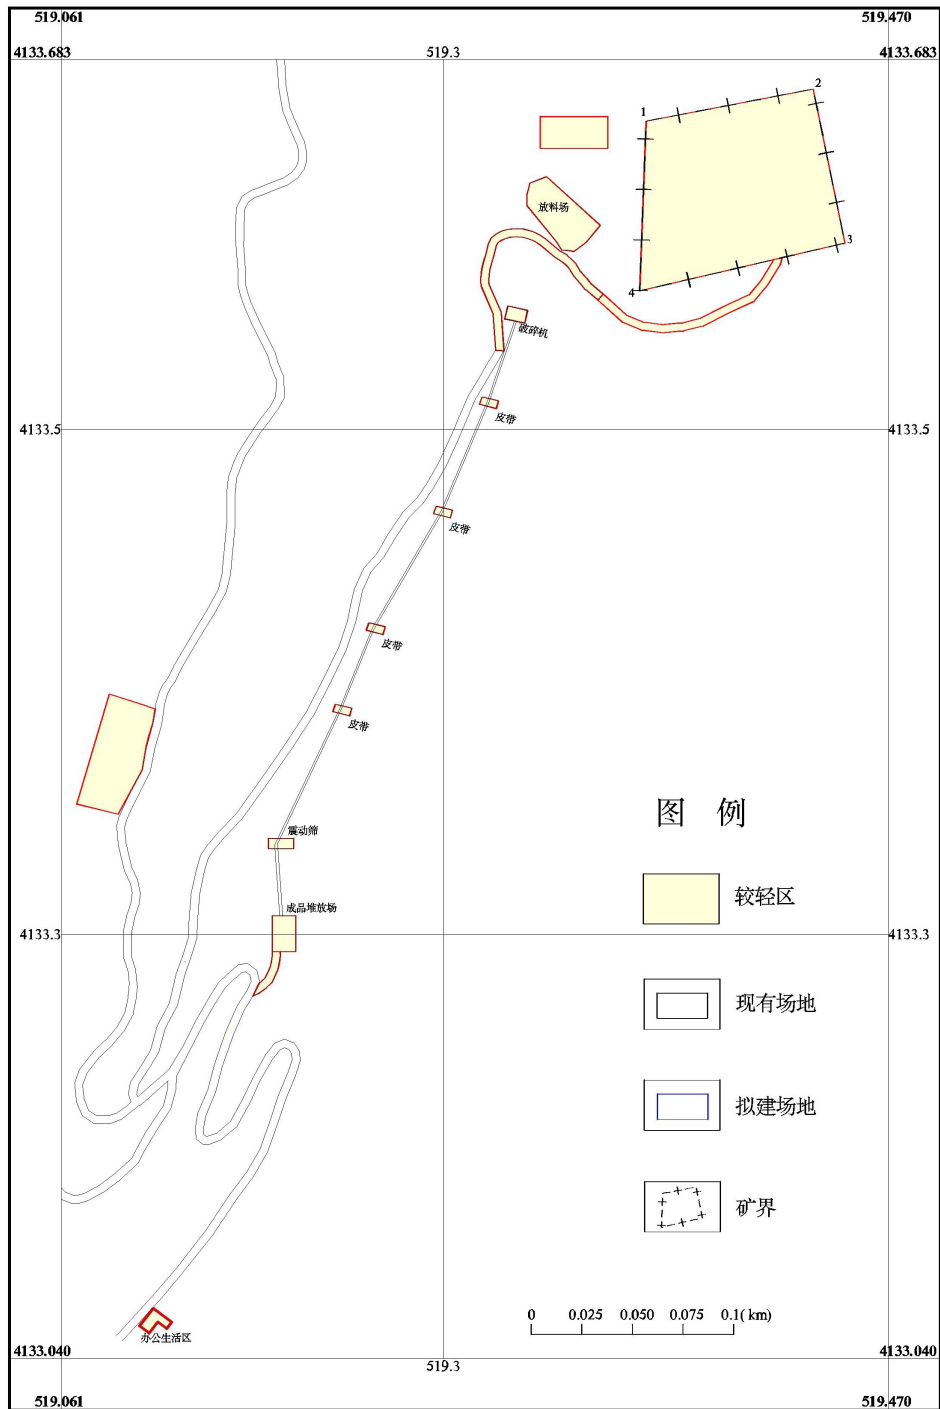 519.061
519.470
4133.683
519.3
4133.683
1
2
放料场
3
4
破碎机
皮带
4133.5
4133.5
皮带
皮带
皮带
图 例
震动筛
较轻区
成品堆放场
4133.3
4133.3
现有场地
拟建场地
矿界
0 0.025 0.050 0.075 0.1( km)
办公生活区
4133.040
519.3
4133.040
519.061
519.470